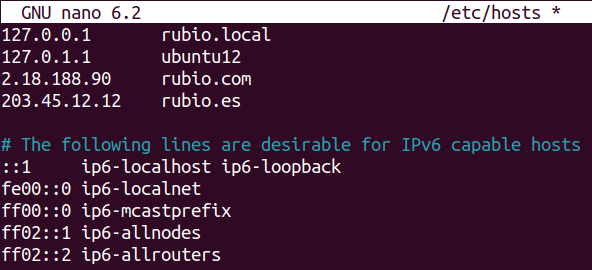 GNU nano 6.2 /etc/hosts *
127.0.0.1 rubio.local
127.0.1.1 ubuntu12
2.18.188.90 rubio.com
203.45.12.12 rubio.es
# The following lines are desirable for IPv6 capable hosts
::1 ip6-localhost ip6-loopback
fe00::0 ip6-localnet
ff00::0 ip6-mcastprefix
ff02::1 ip6-allnodes
ff02::2 ip6-allrouters